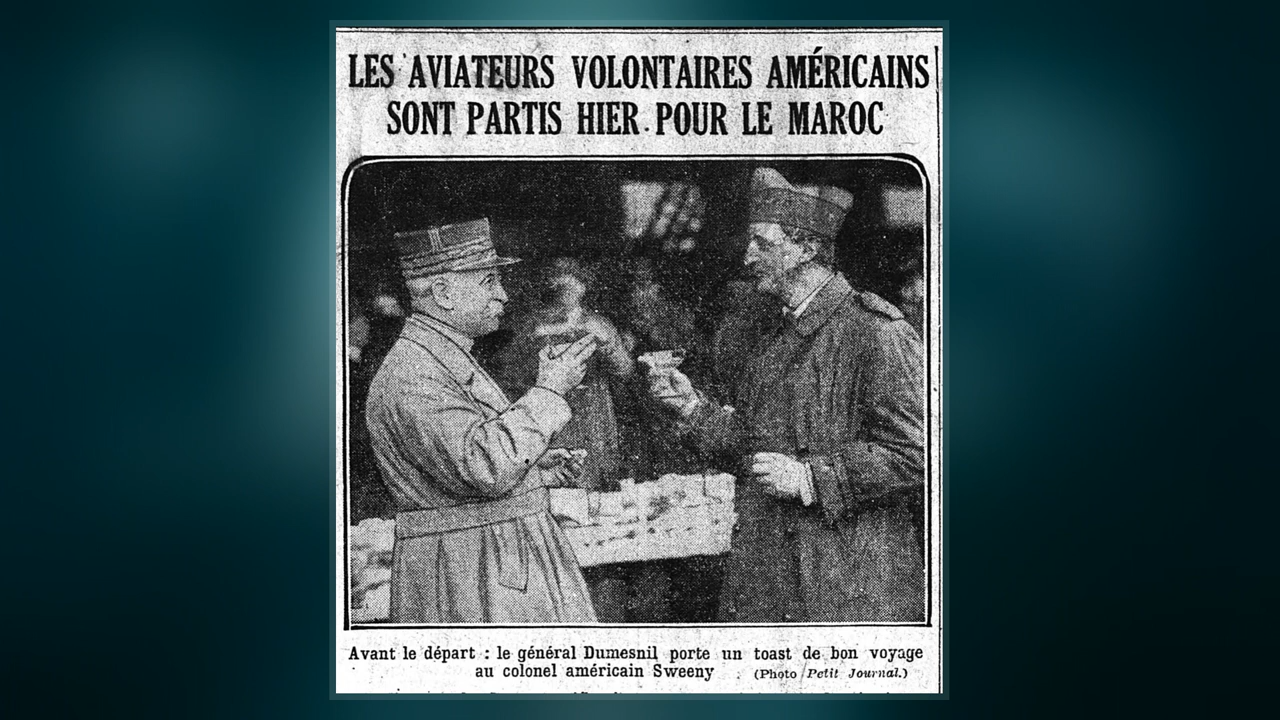 LES AVIATEURS VOLONTAIRES AMÉRICAINS
SONT PARTIS HIER POUR LE MAROC
Avant le départ : le général Dumesnil porte un toast de bon voyage
au colonel américain Sweeny (Photo Petit Journal.)